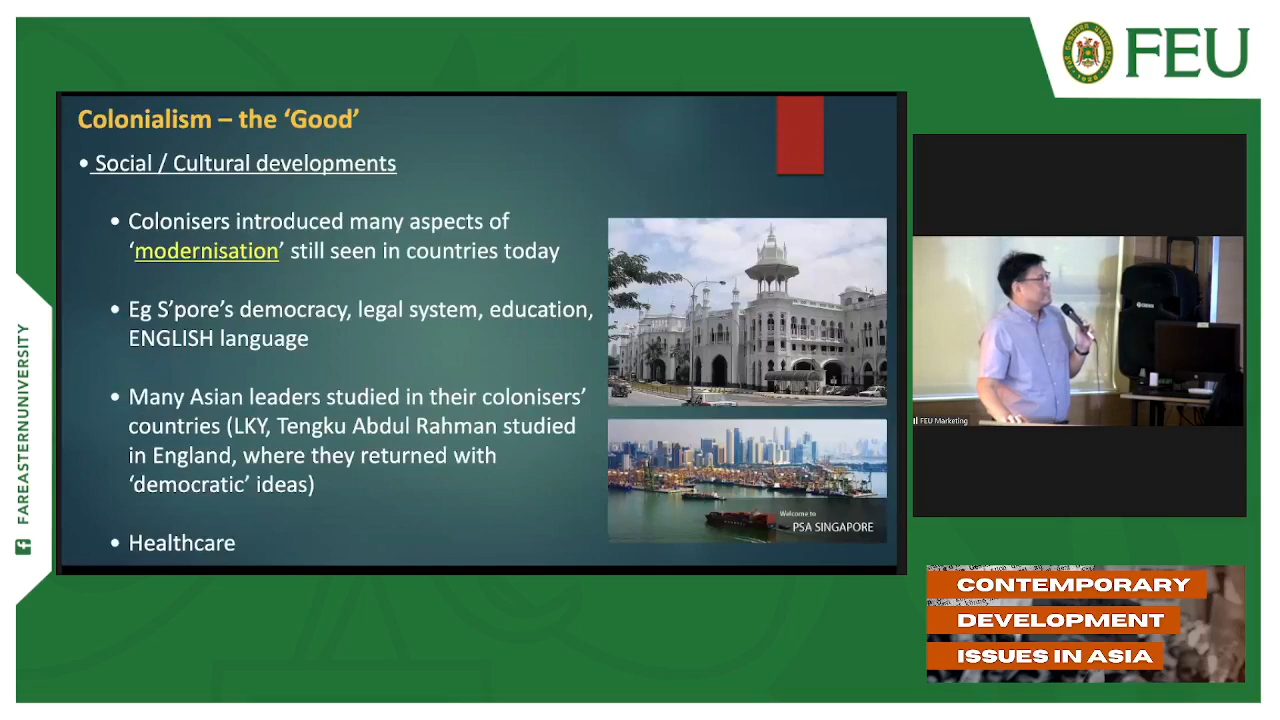 FEU
Colonialism – the ‘Good’
• Social / Cultural developments
• Colonisers introduced many aspects of
‘modernisation’ still seen in countries today
• Eg S’pore’s democracy, legal system, education,
ENGLISH language
• Many Asian leaders studied in their colonisers’
countries (LKY, Tengku Abdul Rahman studied
in England, where they returned with
‘democratic’ ideas)
• Healthcare
Welcome to
PSA SINGAPORE
FEU Marketing
FAREASTERNUNIVERSITY
CONTEMPORARY
DEVELOPMENT
ISSUES IN ASIA